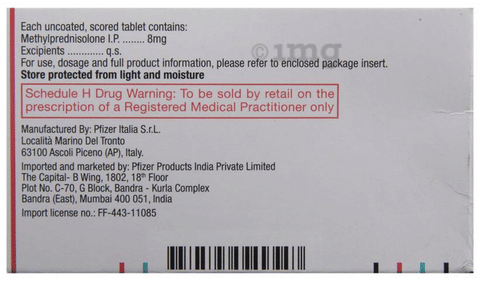 Each uncoated, scored tablet contains:
Methylprednisolone I.P. ........ 8mg
Excipients ............. q.s.
For use, dosage and full product information, please refer to enclosed package insert.
Store protected from light and moisture
Schedule H Drug Warning: To be sold by retail on the
prescription of a Registered Medical Practitioner only
Manufactured By: Pfizer Italia S.r.L.
Località Marino Del Tronto
63100 Ascoli Piceno (AP), Italy.
Imported and marketed by: Pfizer Products India Private Limited
The Capital- B Wing, 1802, 18th Floor
Plot No. C-70, G Block, Bandra - Kurla Complex
Bandra (East), Mumbai 400 051, India
Import license no.: FF-443-11085
©1mg